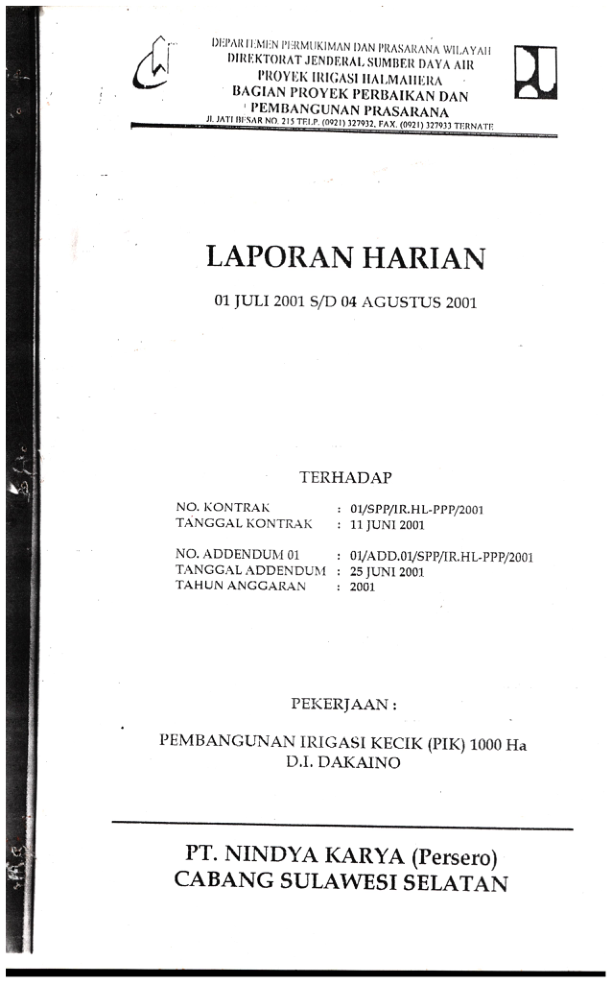 DEPARTEMEN PERMUKIMAN DAN PRASARANA WILAYAH
DIREKTORAT JENDERAL SUMBER DAYA AIR
PROYEK IRIGASI HALMAHERA
BAGIAN PROYEK PERBAIKAN DAN
PEMBANGUNAN PRASARANA
JL. JATI BESAR NO. 215 TELP. (0921) 327932, FAX. (0921) 327933 TERNATE
LAPORAN HARIAN
01 JULI 2001 S/D 04 AGUSTUS 2001
TERHADAP
NO. KONTRAK : 01/SPP/IR.HL-PPP/2001
TANGGAL KONTRAK : 11 JUNI 2001
NO. ADDENDUM 01 : 01/ADD.01/SPP/IR.HL-PPP/2001
TANGGAL ADDENDUM : 25 JUNI 2001
TAHUN ANGGARAN : 2001
PEKERJAAN :
PEMBANGUNAN IRIGASI KECIK (PIK) 1000 Ha
D.I. DAKAINO
PT. NINDYA KARYA (Persero)
CABANG SULAWESI SELATAN